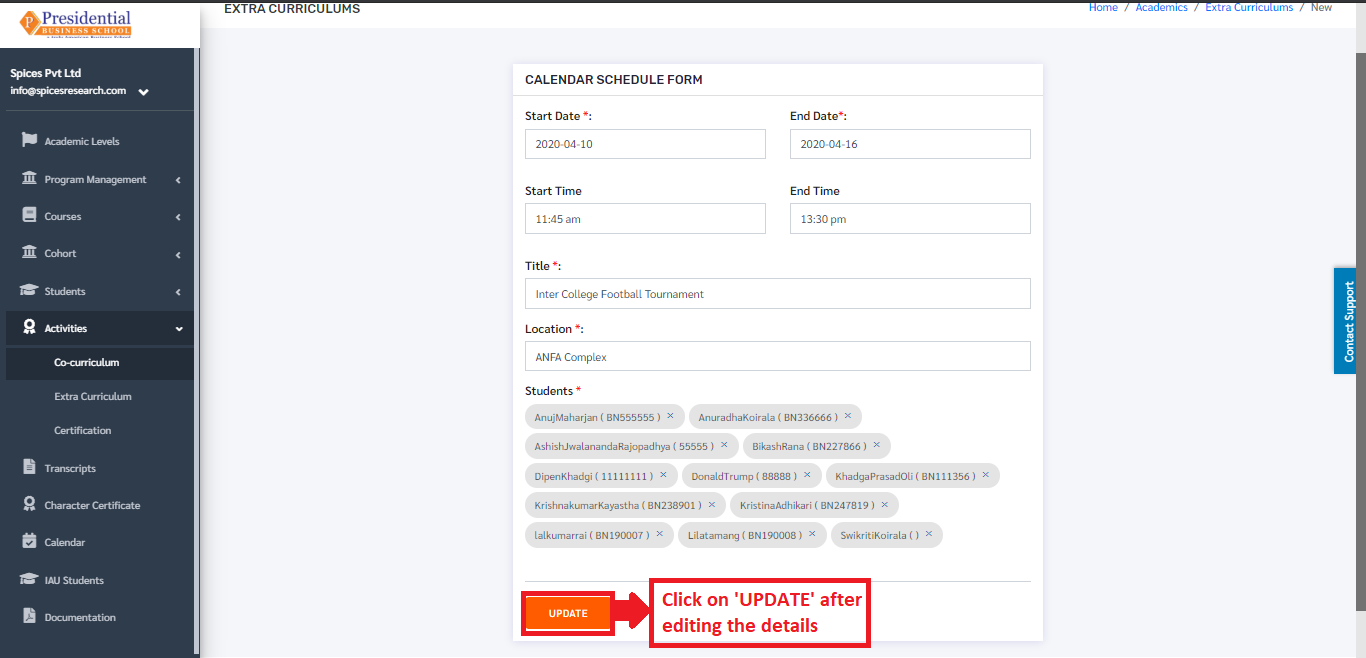 Presidential
BUSINESS SCHOOL
EXTRA CURRICULUMS
Home / Academics / Extra Curriculums / New
Spices Pvt Ltd
info@spicesresearch.com
Academic Levels
Program Management
Courses
Cohort
Students
Activities
Co-curriculum
Extra Curriculum
Certification
Transcripts
Character Certificate
Calendar
IAU Students
Documentation
CALENDAR SCHEDULE FORM
Start Date *:
End Date*:
2020-04-10
2020-04-16
Start Time
End Time
11:45 am
13:30 pm
Title *:
Inter College Football Tournament
Location *:
ANFA Complex
Students *
AnujMaharjan ( BN555555 ) × AnuradhaKoirala ( BN336666 ) ×
AshishJwalanandaRajopadhya ( 55555 ) × BikashRana ( BN227866 ) ×
DipenKhadgi ( 11111111 ) × DonaldTrump ( 88888 ) × KhadgaPrasadOli ( BN111356 ) ×
KrishnakumarKayastha ( BN238901 ) × KristinaAdhikari ( BN247819 ) ×
lalkumarrai ( BN190007 ) × Lilatamang ( BN190008 ) × SwikritiKoirala ( ) ×
UPDATE
Click on 'UPDATE' after
editing the details
Contact Support